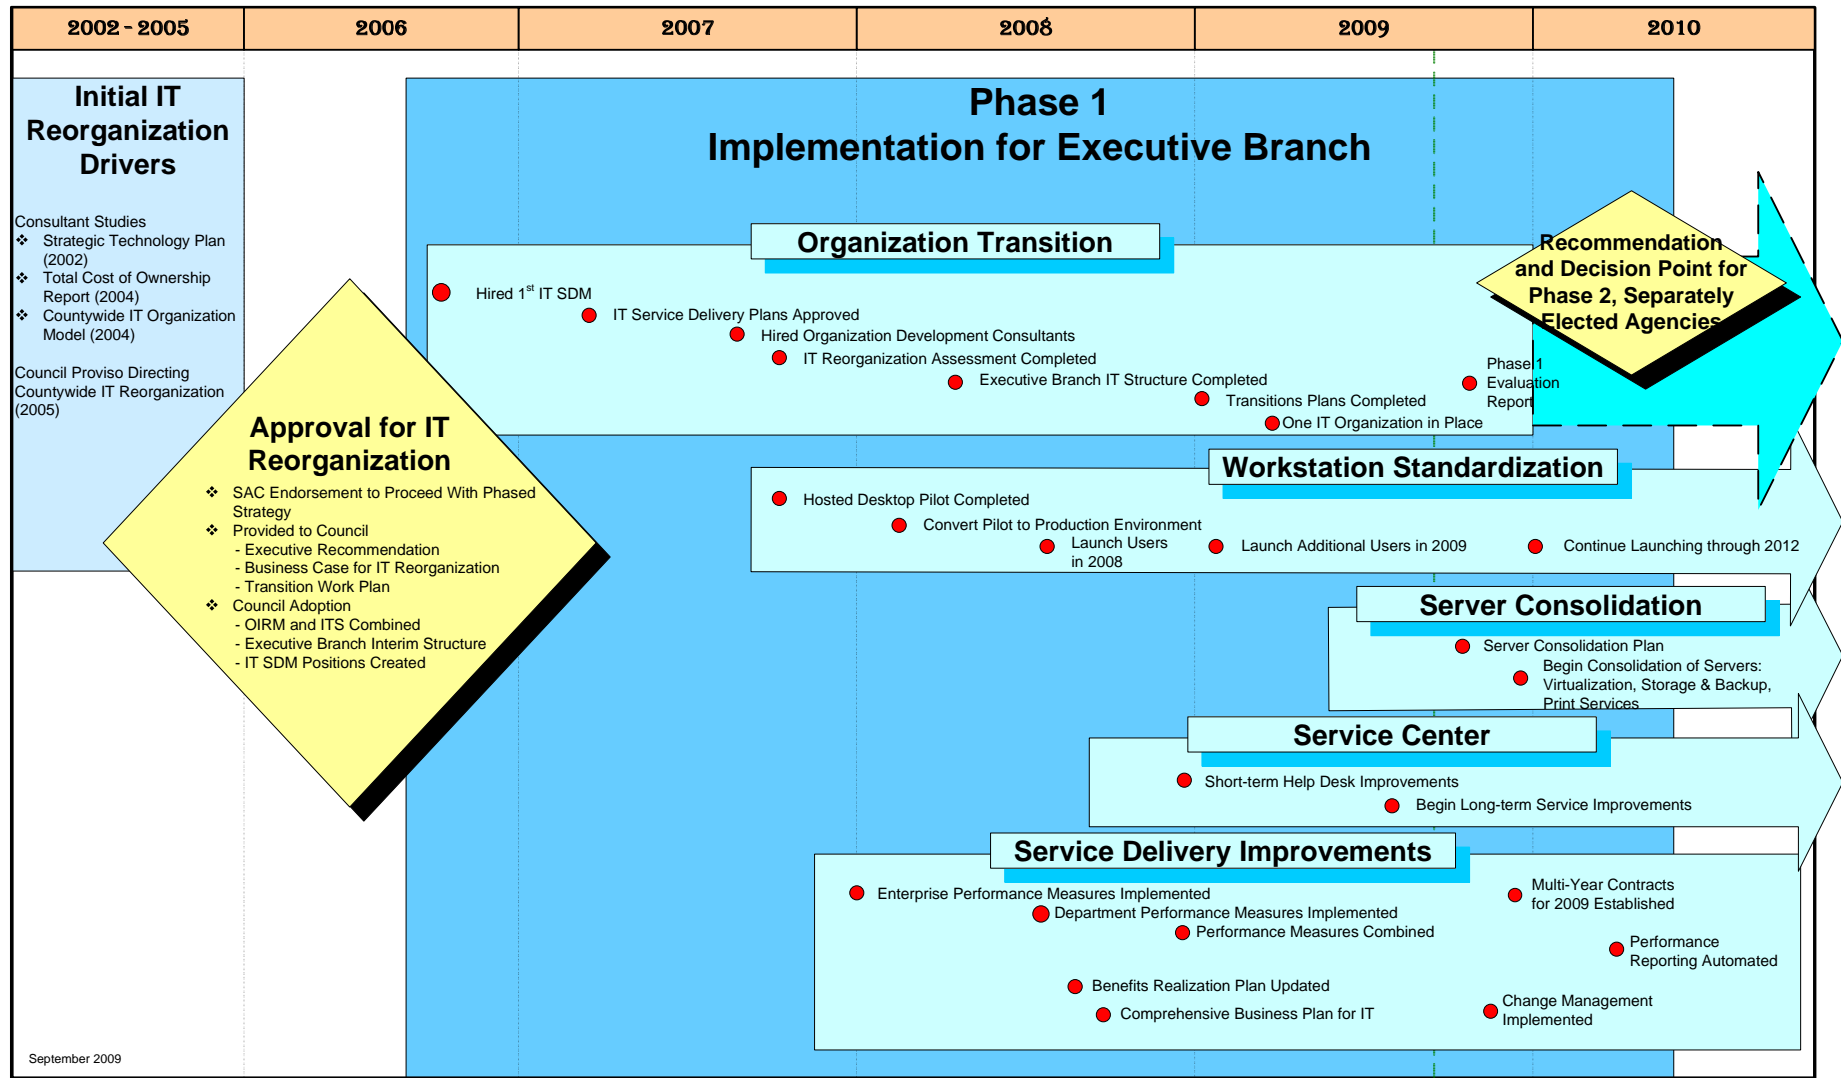 2002 - 2005
2006
2007
2008
2009
2010
Initial IT
Reorganization
Drivers
Consultant Studies
❖ Strategic Technology Plan
(2002)
❖ Total Cost of Ownership
Report (2004)
❖ Countywide IT Organization
Model (2004)
Council Proviso Directing
Countywide IT Reorganization
(2005)
Approval for IT
Reorganization
❖ SAC Endorsement to Proceed With Phased
Strategy
❖ Provided to Council
- Executive Recommendation
- Business Case for IT Reorganization
- Transition Work Plan
❖ Council Adoption
- OIRM and ITS Combined
- Executive Branch Interim Structure
- IT SDM Positions Created
Phase 1
Implementation for Executive Branch
Organization Transition
Hired 1st IT SDM
IT Service Delivery Plans Approved
Hired Organization Development Consultants
IT Reorganization Assessment Completed
Executive Branch IT Structure Completed
Transitions Plans Completed
One IT Organization in Place
Phase 1
Evaluation
Report
Recommendation
and Decision Point for
Phase 2, Separately
Elected Agencies
Workstation Standardization
Hosted Desktop Pilot Completed
Convert Pilot to Production Environment
Launch Users
in 2008
Launch Additional Users in 2009
Continue Launching through 2012
Server Consolidation
Server Consolidation Plan
Begin Consolidation of Servers:
Virtualization, Storage & Backup,
Print Services
Service Center
Short-term Help Desk Improvements
Begin Long-term Service Improvements
Service Delivery Improvements
Enterprise Performance Measures Implemented
Department Performance Measures Implemented
Performance Measures Combined
Benefits Realization Plan Updated
Comprehensive Business Plan for IT
Multi-Year Contracts
for 2009 Established
Performance
Reporting Automated
Change Management
Implemented
September 2009